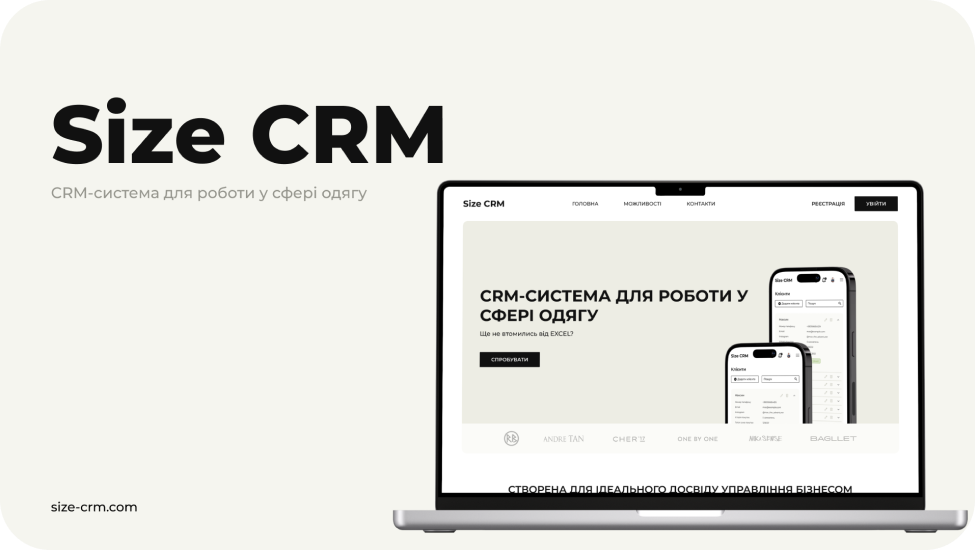 Size CRM
CRM-система для роботи у сфері одягу
Size CRM
ГОЛОВНА
МОЖЛИВОСТІ
КОНТАКТИ
РЕЄСТРАЦІЯ
УВІЙТИ
CRM-СИСТЕМА ДЛЯ РОБОТИ У
СФЕРІ ОДЯГУ
Ще не втомились від EXCEL?
СПРОБУВАТИ
Size CRM
Клієнти
Size CRM
Клієнти
ANDRE TAN
CHER'17
ONE BY ONE
BAGLLET
СТВОРЕНА ДЛЯ ІДЕАЛЬНОГО ДОСВІДУ УПРАВЛІННЯ БІЗНЕСОМ
size-crm.com